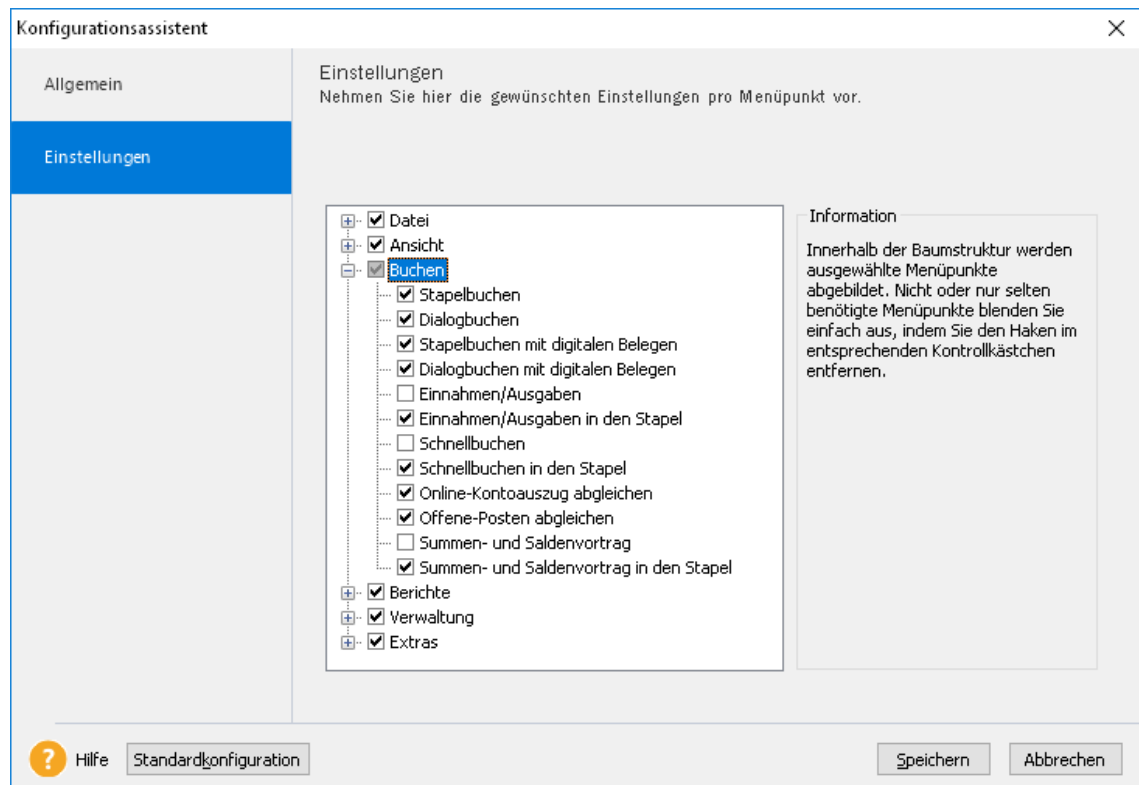 Konfigurationsassistent
Allgemein
Einstellungen
Einstellungen
Nehmen Sie hier die gewünschten Einstellungen pro Menüpunkt vor.
Datei
Ansicht
Buchen
Stapelbuchen
Dialogbuchen
Stapelbuchen mit digitalen Belegen
Dialogbuchen mit digitalen Belegen
Einnahmen/Ausgaben
Einnahmen/Ausgaben in den Stapel
Schnellbuchen
Schnellbuchen in den Stapel
Online-Kontoauszug abgleichen
Offene-Posten abgleichen
Summen- und Saldenvortrag
Summen- und Saldenvortrag in den Stapel
Berichte
Verwaltung
Extras
Information
Innerhalb der Baumstruktur werden
ausgewählte Menüpunkte
abgebildet. Nicht oder nur selten
benötigte Menüpunkte blenden Sie
einfach aus, indem Sie den Haken im
entsprechenden Kontrollkästchen
entfernen.
? Hilfe
Standardkonfiguration
Speichern
Abbrechen